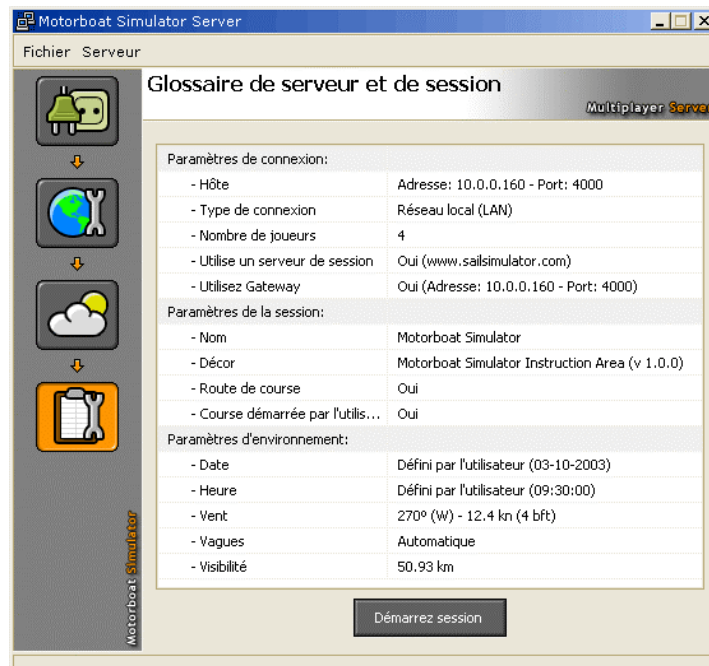 Motorboat Simulator Server
Fichier Serveur
Glossaire de serveur et de session
Multiplayer Server
Paramètres de connexion:
- Hôte Adresse: 10.0.0.160 - Port: 4000
- Type de connexion Réseau local (LAN)
- Nombre de joueurs 4
- Utilise un serveur de session Oui (www.sailsimulator.com)
- Utilisez Gateway Oui (Adresse: 10.0.0.160 - Port: 4000)
Paramètres de la session:
- Nom Motorboat Simulator
- Décor Motorboat Simulator Instruction Area (v 1.0.0)
- Route de course Oui
- Course démarrée par l'utilis... Oui
Paramètres d'environnement:
- Date Défini par l'utilisateur (03-10-2003)
- Heure Défini par l'utilisateur (09:30:00)
- Vent 270º (W) - 12.4 kn (4 bft)
- Vagues Automatique
- Visibilité 50.93 km
Motorboat Simulator
Démarrez session